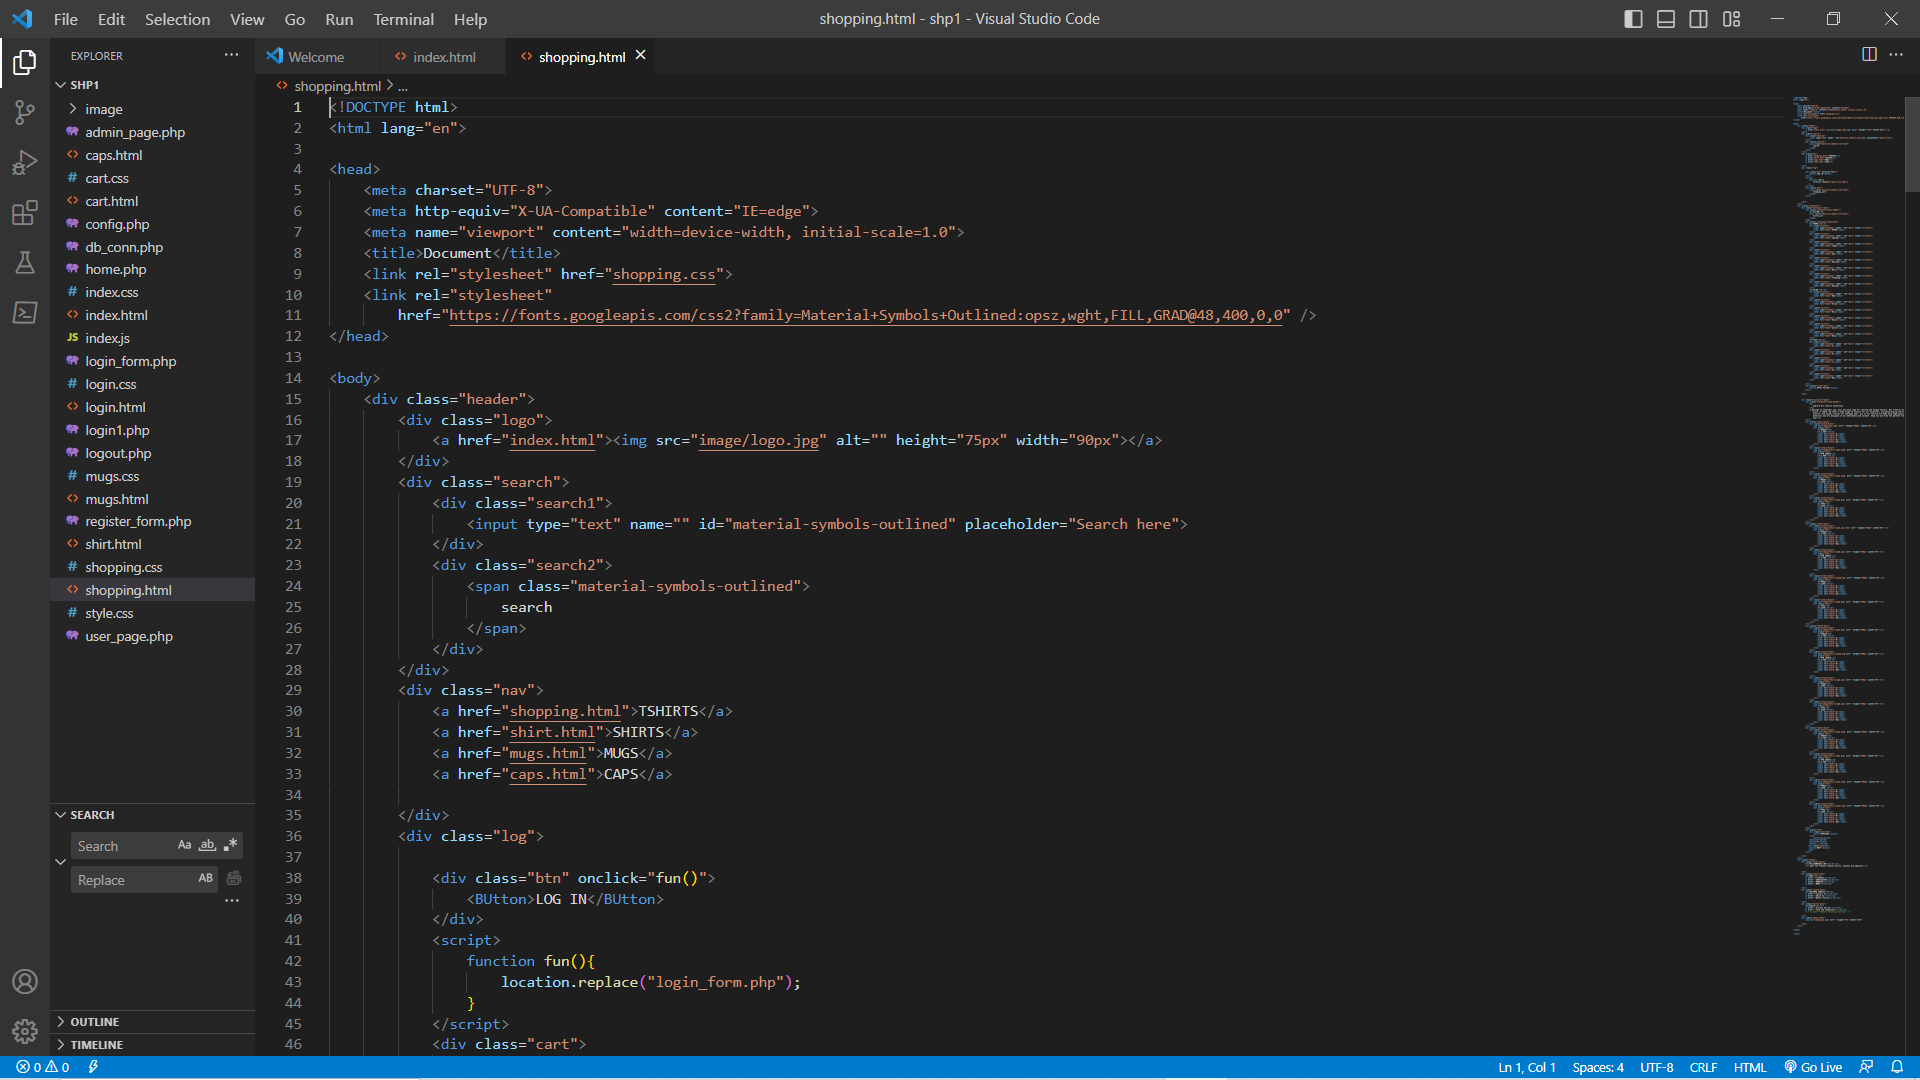 File Edit Selection View Go Run Terminal Help
shopping.html - shp1 - Visual Studio Code
EXPLORER
SHP1
image
admin_page.php
caps.html
cart.css
cart.html
config.php
db_conn.php
home.php
index.css
index.html
JS index.js
login_form.php
login.css
login.html
login1.php
logout.php
mugs.css
mugs.html
register_form.php
shirt.html
shopping.css
shopping.html
style.css
user_page.php
SEARCH
Search Aa ab
Replace AB
OUTLINE
TIMELINE
Welcome index.html shopping.html
shopping.html > ...
1 <!DOCTYPE html>
2 <html lang="en">
3
4 <head>
5     <meta charset="UTF-8">
6     <meta http-equiv="X-UA-Compatible" content="IE=edge">
7     <meta name="viewport" content="width=device-width, initial-scale=1.0">
8     <title>Document</title>
9     <link rel="stylesheet" href="shopping.css">
10     <link rel="stylesheet"
11         href="https://fonts.googleapis.com/css2?family=Material+Symbols+Outlined:opsz,wght,FILL,GRAD@48,400,0,0" />
12 </head>
13
14 <body>
15     <div class="header">
16         <div class="logo">
17             <a href="index.html"><img src="image/logo.jpg" alt="" height="75px" width="90px"></a>
18         </div>
19         <div class="search">
20             <div class="search1">
21                 <input type="text" name="" id="material-symbols-outlined" placeholder="Search here">
22             </div>
23             <div class="search2">
24                 <span class="material-symbols-outlined">
25                     search
26                 </span>
27             </div>
28         </div>
29         <div class="nav">
30             <a href="shopping.html">TSHIRTS</a>
31             <a href="shirt.html">SHIRTS</a>
32             <a href="mugs.html">MUGS</a>
33             <a href="caps.html">CAPS</a>
34
35         </div>
36         <div class="log">
37
38             <div class="btn" onclick="fun()">
39                 <BUtton>LOG IN</BUtton>
40             </div>
41             <script>
42                 function fun(){
43                     location.replace("login_form.php");
44                 }
45             </script>
46             <div class="cart">
0 0 Ln 1, Col 1 Spaces: 4 UTF-8 CRLF HTML Go Live